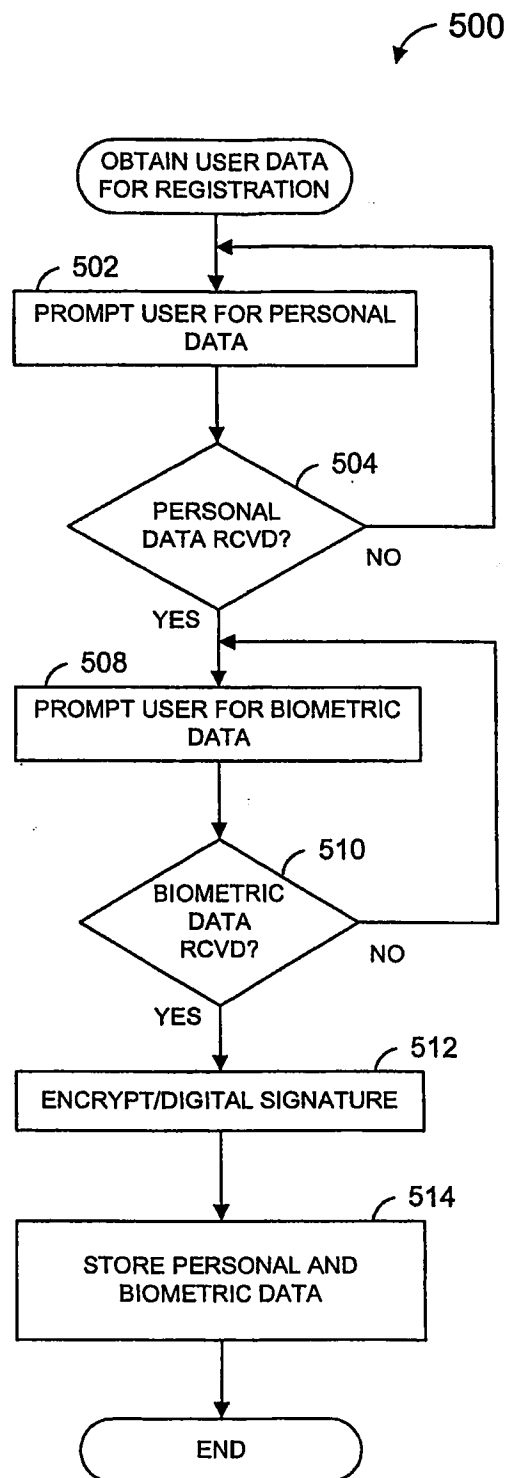 500
OBTAIN USER DATA
FOR REGISTRATION
502
PROMPT USER FOR PERSONAL
DATA
504
PERSONAL
DATA RCVD?
NO
YES
508
PROMPT USER FOR BIOMETRIC
DATA
510
BIOMETRIC
DATA
RCVD?
NO
YES
512
ENCRYPT/DIGITAL SIGNATURE
514
STORE PERSONAL AND
BIOMETRIC DATA
END